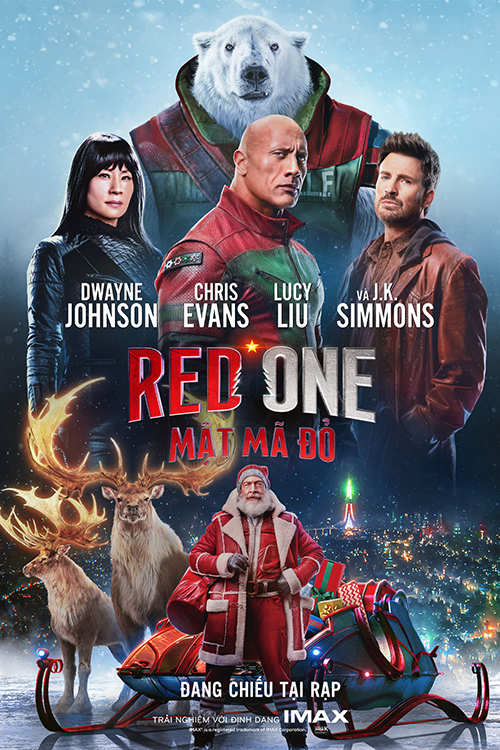 DWAYNE JOHNSON
CHRIS EVANS
LUCY LIU
VÀ J.K. SIMMONS
RED ONE
MẬT MÃ ĐỎ
ĐANG CHIẾU TẠI RẠP
TRẢI NGHIỆM VỚI ĐỊNH DẠNG IMAX
IMAX® is a registered trademark of IMAX Corporation.